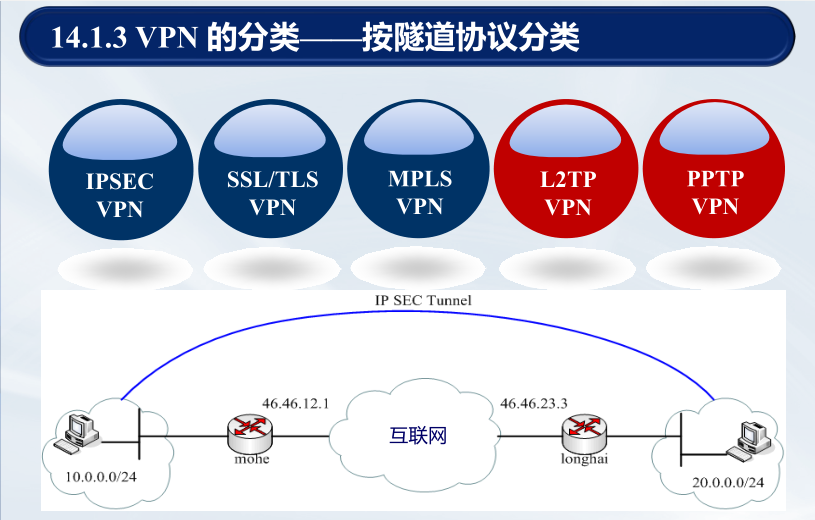 14.1.3 VPN 的分类——按隧道协议分类
IPSEC
VPN
SSL/TLS
VPN
MPLS
VPN
L2TP
VPN
PPTP
VPN
IP SEC Tunnel
46.46.12.1
46.46.23.3
互联网
mohe
longhai
10.0.0.0/24
20.0.0.0/24